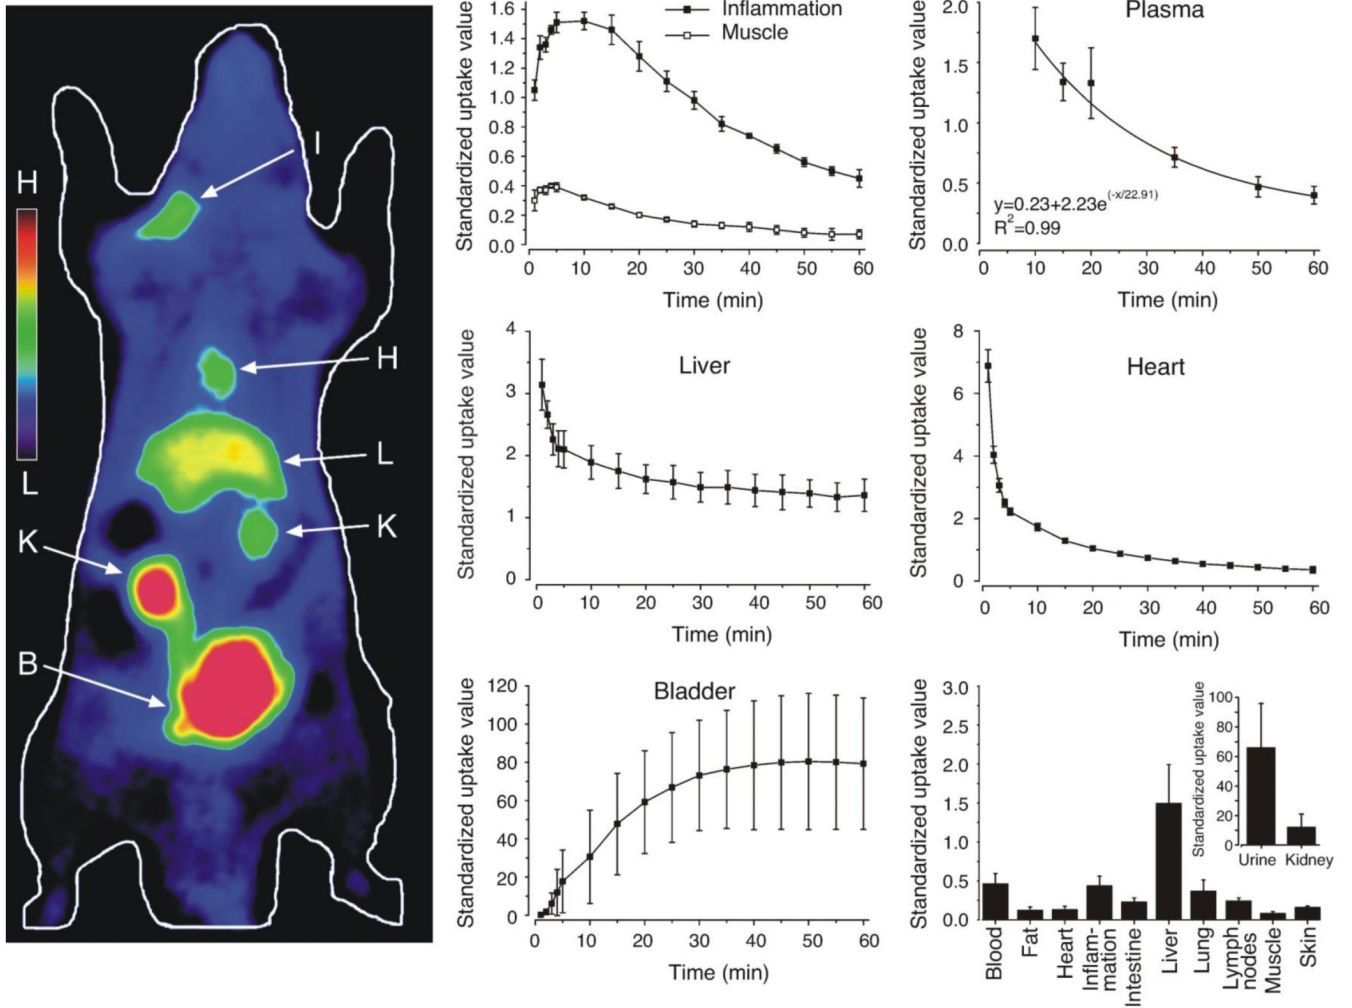 I
H
H
L
L
K
K
B
Standardized uptake value
1.6
1.4
1.2
1.0
0.8
0.6
0.4
0.2
0.0
Inflammation
Muscle
0 10 20 30 40 50 60
Time (min)
Standardized uptake value
2.0
1.5
1.0
0.5
0.0
Plasma
y=0.23+2.23e(-x/22.91)
R2=0.99
0 10 20 30 40 50 60
Time (min)
Standardized uptake value
4
3
2
1
0
Liver
0 10 20 30 40 50 60
Time (min)
Standardized uptake value
8
6
4
2
0
Heart
0 10 20 30 40 50 60
Time (min)
Standardized uptake value
120
100
80
60
40
20
0
Bladder
0 10 20 30 40 50 60
Time (min)
Standardized uptake value
3.0
2.5
2.0
1.5
1.0
0.5
0.0
Blood
Fat
Heart
Inflam-
mation
Intestine
Liver
Lung
Lymph
nodes
Muscle
Skin
Standardized uptake value
100
80
60
40
20
0
Urine Kidney